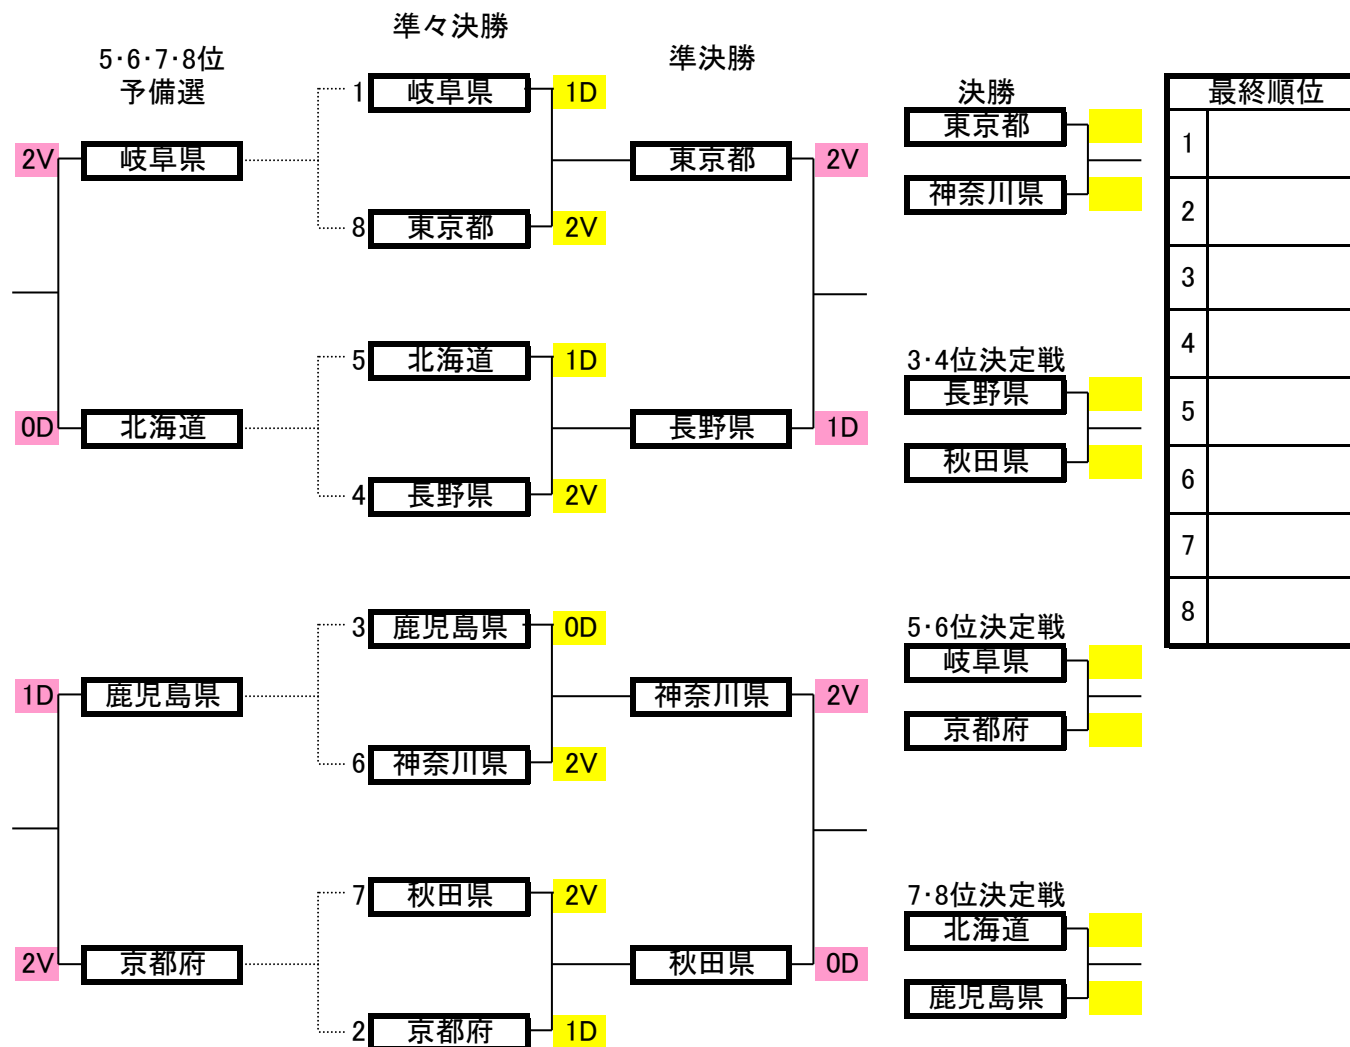 準々決勝
5・6・7・8位
予備選
準決勝
決勝
最終順位
1 岐阜県 1D
東京都
2V 岐阜県
東京都 2V
1
神奈川県
8 東京都 2V
2
3
5 北海道 1D
3・4位決定戦
4
長野県
0D 北海道
長野県 1D
5
秋田県
4 長野県 2V
6
7
3 鹿児島県 0D
5・6位決定戦
8
岐阜県
1D 鹿児島県
神奈川県 2V
京都府
6 神奈川県 2V
7 秋田県 2V
7・8位決定戦
北海道
2V 京都府
秋田県 0D
鹿児島県
2 京都府 1D